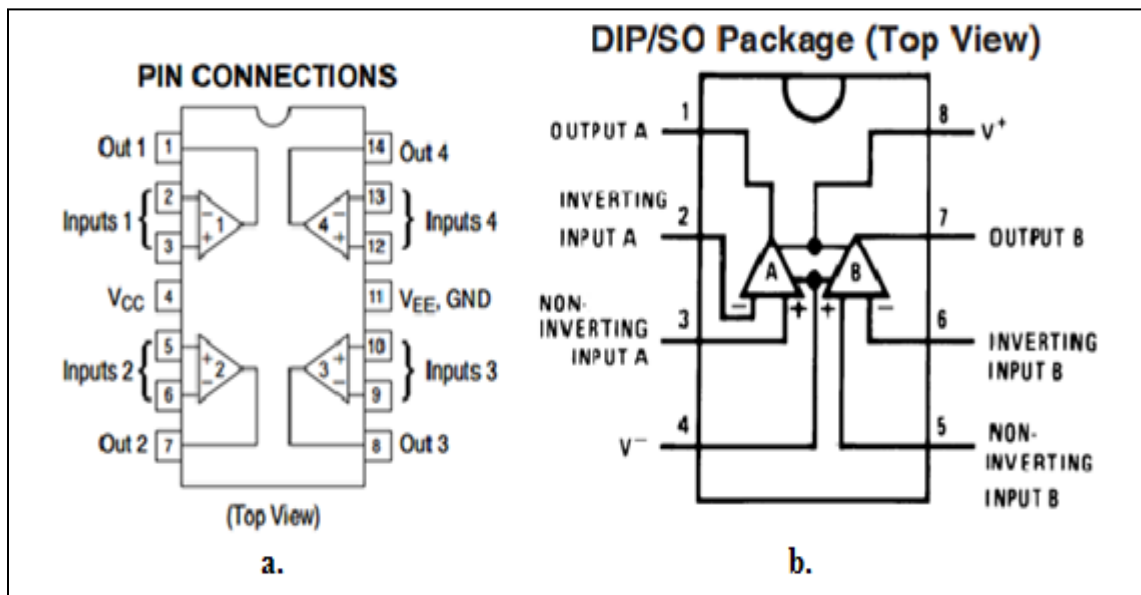 PIN CONNECTIONS
Out 1 1 14 Out 4
2 13
Inputs 1 { − 1 − 4 } Inputs 4
3 + + 12
VCC 4 11 VEE, GND
5 + + 10
Inputs 2 { 2 3 } Inputs 3
6 − − 9
Out 2 7 8 Out 3
(Top View)
a.
DIP/SO Package (Top View)
1 8
OUTPUT A V+
INVERTING
2 7
INPUT A OUTPUT B
A B
− + + −
NON-
INVERTING
3 6
INPUT A INVERTING
INPUT B
4 5
V− NON-
INVERTING
INPUT B
b.